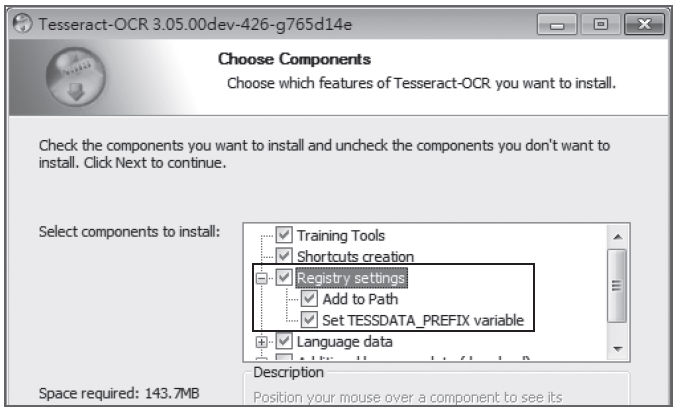 Tesseract-OCR 3.05.00dev-426-g765d14e
Choose Components
Choose which features of Tesseract-OCR you want to install.
Check the components you want to install and uncheck the components you don't want to
install. Click Next to continue.
Select components to install:
Training Tools
Shortcuts creation
Registry settings
Add to Path
Set TESSDATA_PREFIX variable
Language data
Description
Space required: 143.7MB
Position your mouse over a component to see its